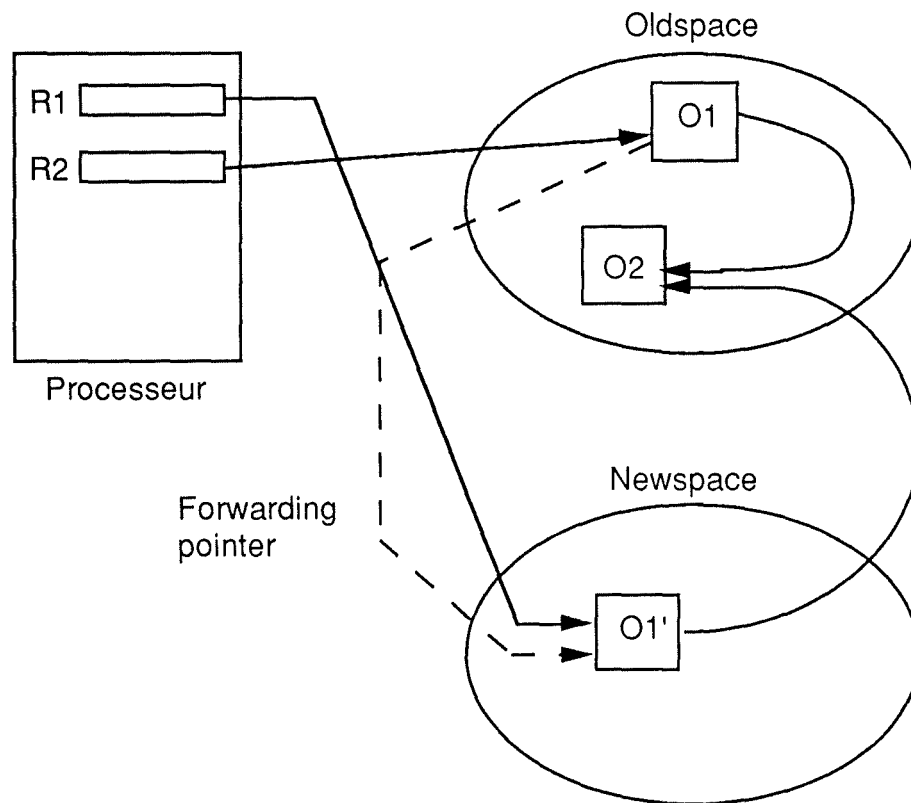 Oldspace
R1
O1
R2
O2
Processeur
Newspace
Forwarding
pointer
O1'